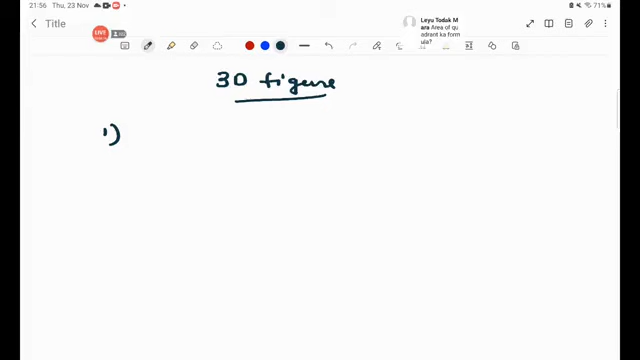 21:56 Thu, 23 Nov
71%
Title
LIVE
Leyu Todak M
ara Area of qu
adrant ka form
ula?
3D figure
1)